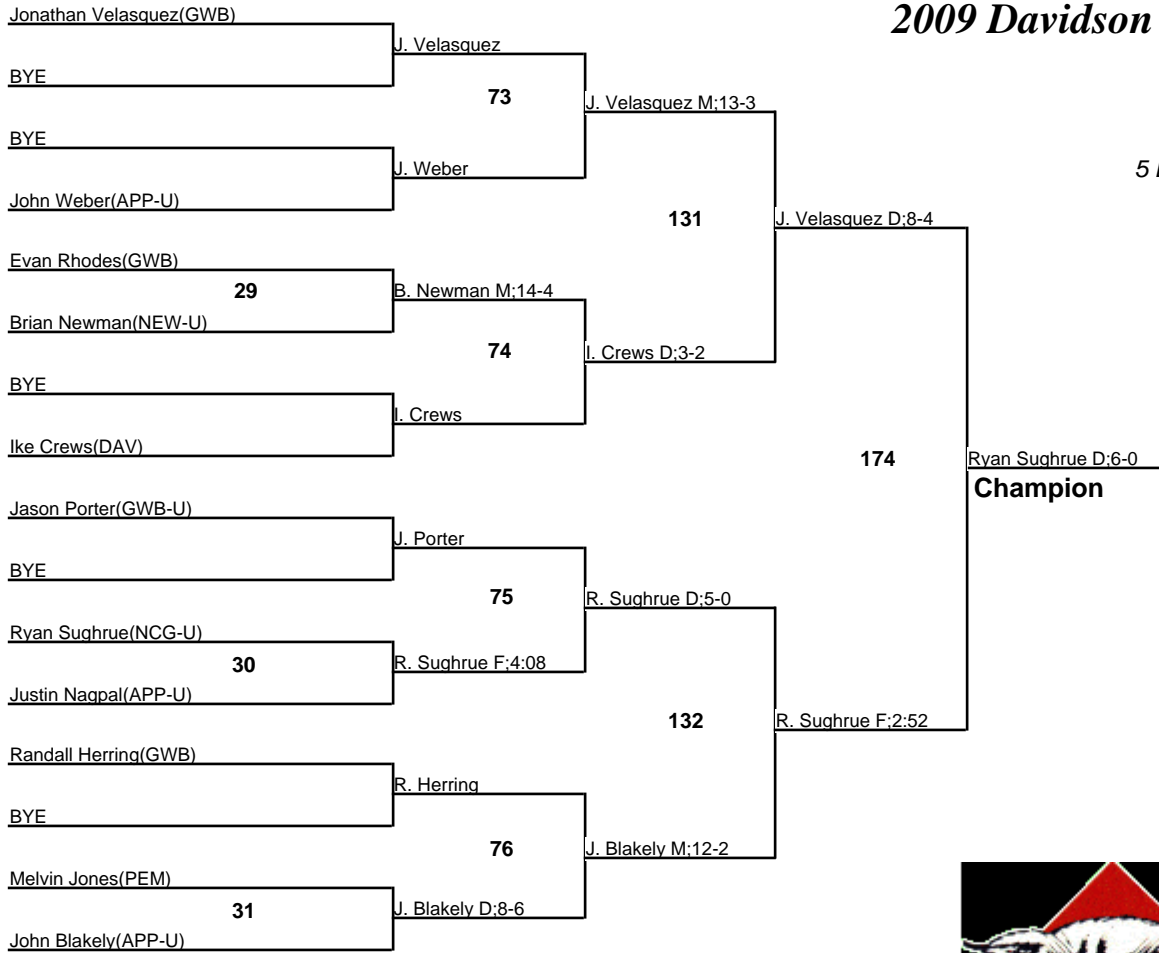 Jonathan Velasquez(GWB)
2009 Davidson
J. Velasquez
BYE
73
J. Velasquez M;13-3
BYE
J. Weber
5
John Weber(APP-U)
131
J. Velasquez D;8-4
Evan Rhodes(GWB)
29
B. Newman M;14-4
Brian Newman(NEW-U)
74
I. Crews D;3-2
BYE
I. Crews
Ike Crews(DAV)
174
Ryan Sughrue D;6-0
Champion
Jason Porter(GWB-U)
J. Porter
BYE
75
R. Sughrue D;5-0
Ryan Sughrue(NCG-U)
30
R. Sughrue F;4:08
Justin Nagpal(APP-U)
132
R. Sughrue F;2:52
Randall Herring(GWB)
R. Herring
BYE
76
J. Blakely M;12-2
Melvin Jones(PEM)
31
J. Blakely D;8-6
John Blakely(APP-U)